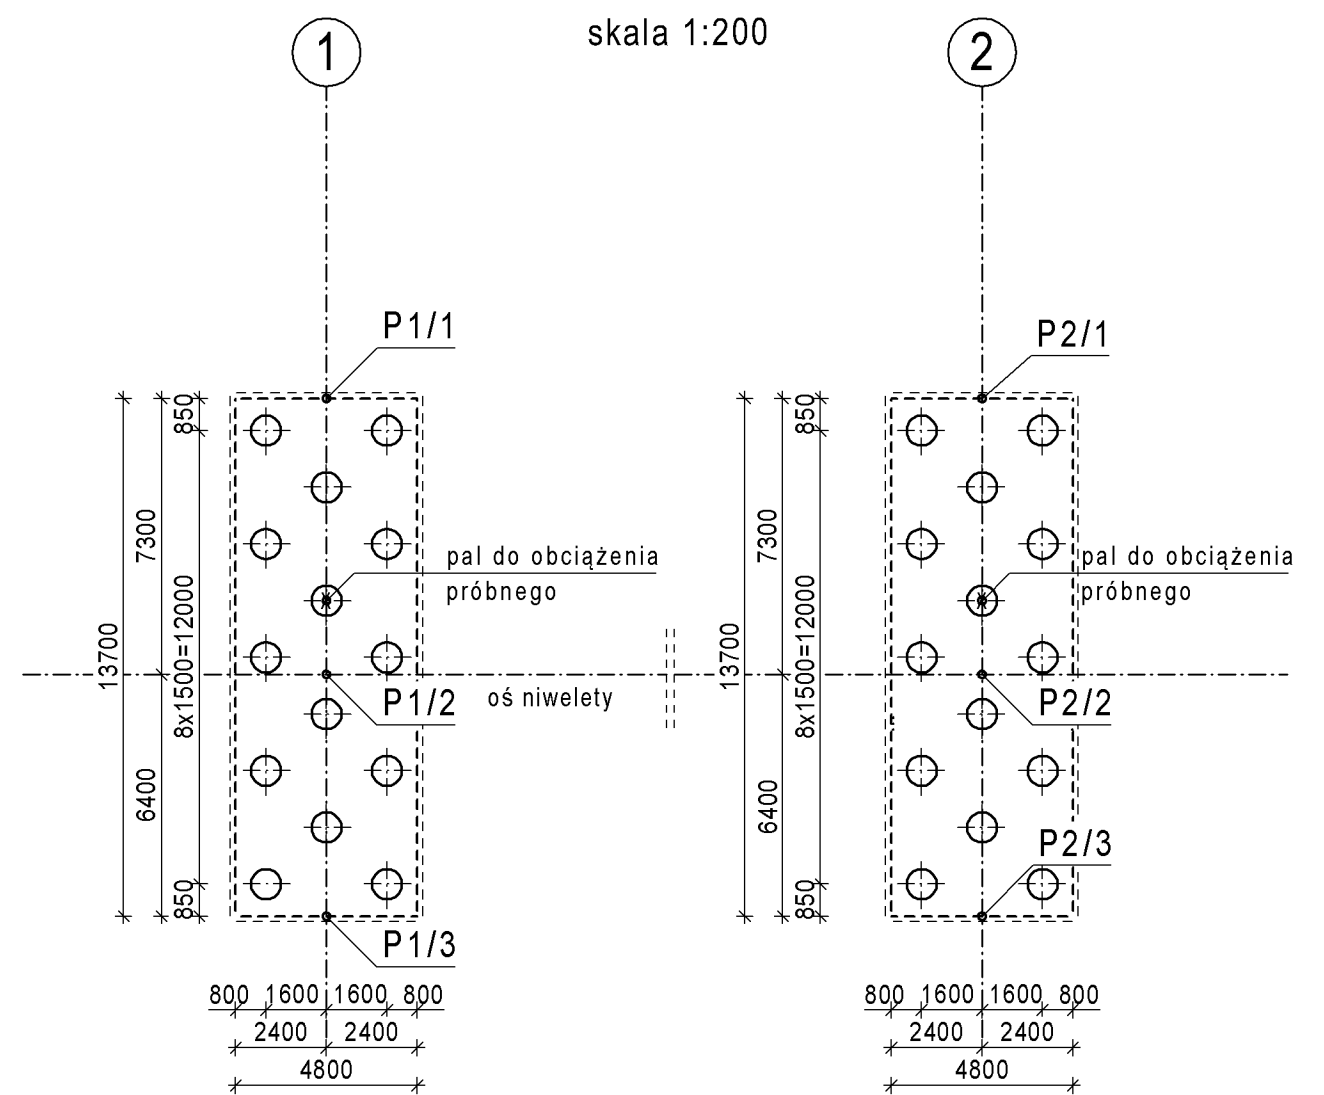 skala 1:200
1
2
P1/1
P2/1
850
7300
13700
8x1500=12000
6400
850
pal do obciążenia
próbnego
P1/2
oś niwelety
P1/3
850
7300
13700
8x1500=12000
6400
850
pal do obciążenia
próbnego
P2/2
P2/3
800 1600 1600 800
2400 2400
4800
800 1600 1600 800
2400 2400
4800